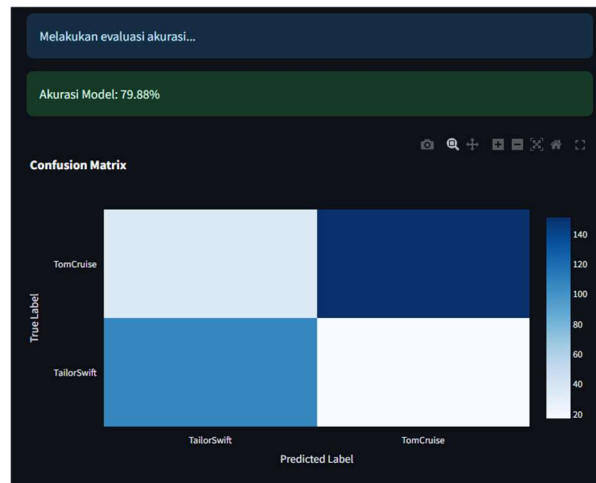 Melakukan evaluasi akurasi...
Akurasi Model: 79.88%
Confusion Matrix
True Label
TomCruise
TailorSwift
TailorSwift
TomCruise
Predicted Label
140
120
100
80
60
40
20